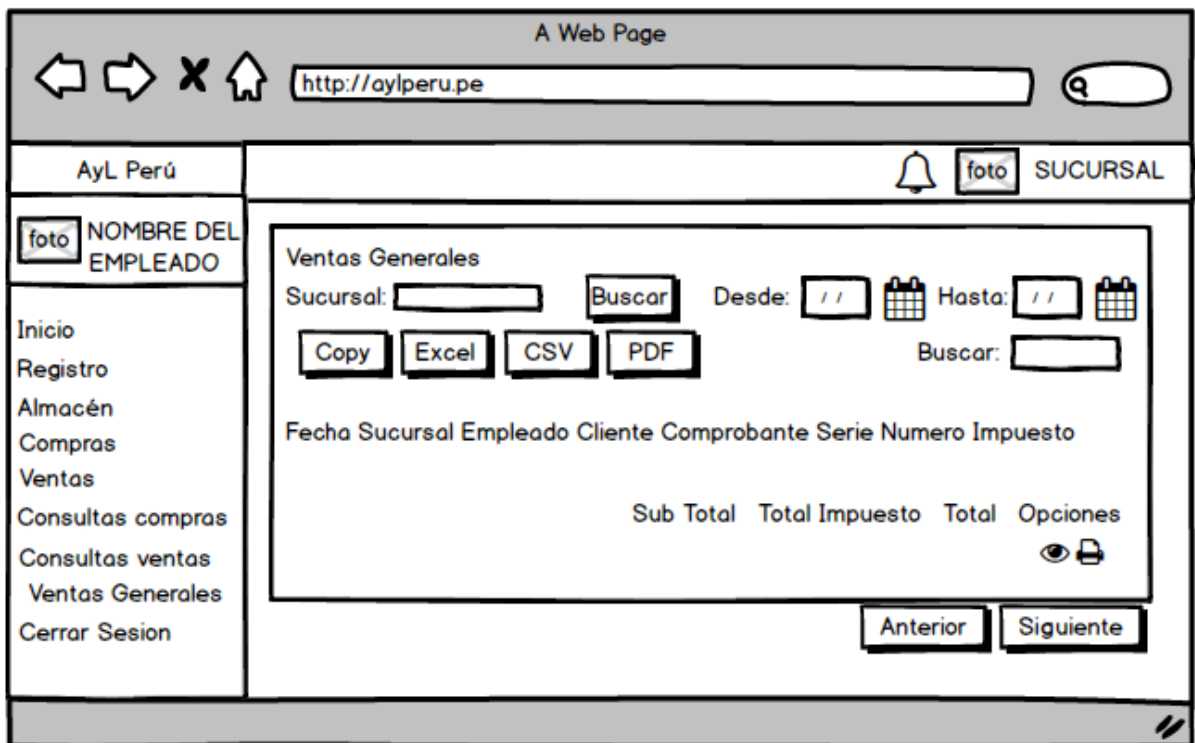 A Web Page
http://aylperu.pe
AyL Perú
foto SUCURSAL
foto NOMBRE DEL
EMPLEADO
Inicio
Registro
Almacén
Compras
Ventas
Consultas compras
Consultas ventas
Ventas Generales
Cerrar Sesion
Ventas Generales
Sucursal: Buscar Desde: / / Hasta: / /
Copy Excel CSV PDF Buscar:
Fecha Sucursal Empleado Cliente Comprobante Serie Numero Impuesto
Sub Total Total Impuesto Total Opciones
Anterior Siguiente